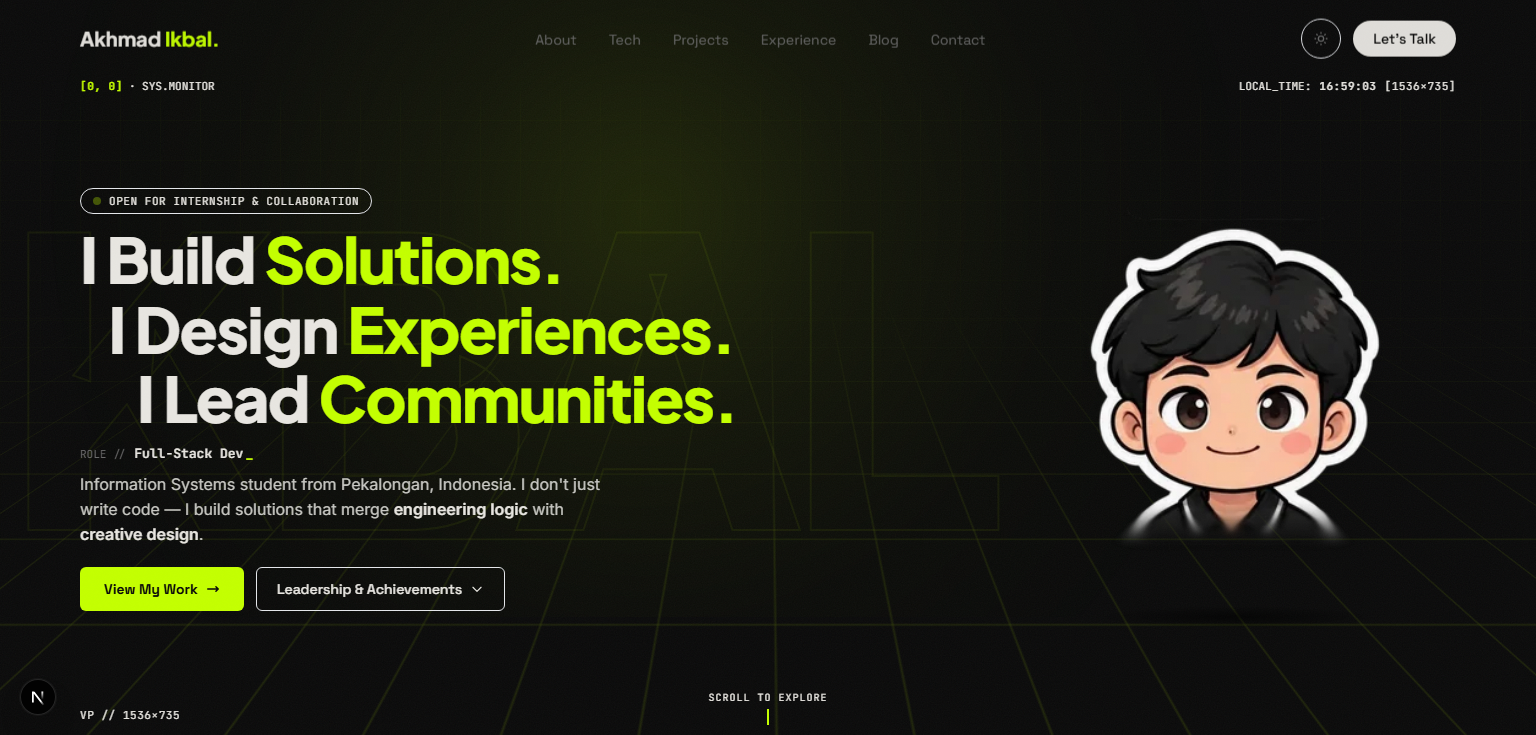 Akhmad Ikbal.
About Tech Projects Experience Blog Contact
Let's Talk
[0, 0] · SYS.MONITOR
LOCAL_TIME: 16:59:03 [1536×735]
OPEN FOR INTERNSHIP & COLLABORATION
IKBAL
I Build Solutions.
I Design Experiences.
I Lead Communities.
ROLE // Full-Stack Dev_
Information Systems student from Pekalongan, Indonesia. I don't just
write code — I build solutions that merge engineering logic with
creative design.
View My Work →
Leadership & Achievements
N
SCROLL TO EXPLORE
VP // 1536×735